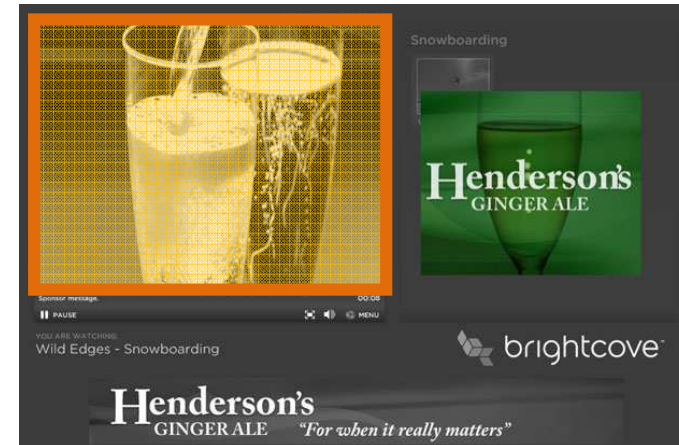 Snowboarding
Henderson's
GINGER ALE
Sponsor message.
00:08
PAUSE
MENU
YOU ARE WATCHING:
Wild Edges - Snowboarding
brightcove
Henderson's
GINGER ALE "For when it really matters"